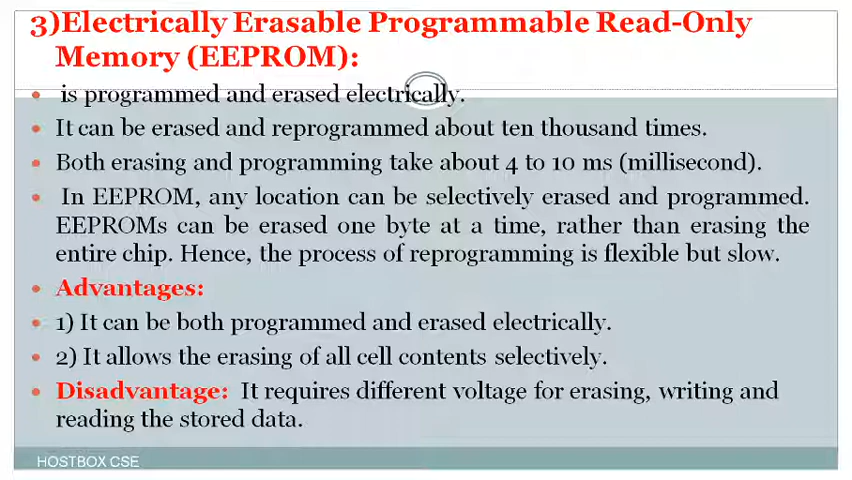 3)Electrically Erasable Programmable Read-Only
Memory (EEPROM):
• is programmed and erased electrically.
• It can be erased and reprogrammed about ten thousand times.
• Both erasing and programming take about 4 to 10 ms (millisecond).
• In EEPROM, any location can be selectively erased and programmed.
EEPROMs can be erased one byte at a time, rather than erasing the
entire chip. Hence, the process of reprogramming is flexible but slow.
• Advantages:
• 1) It can be both programmed and erased electrically.
• 2) It allows the erasing of all cell contents selectively.
• Disadvantage: It requires different voltage for erasing, writing and
reading the stored data.
HOSTBOX CSE